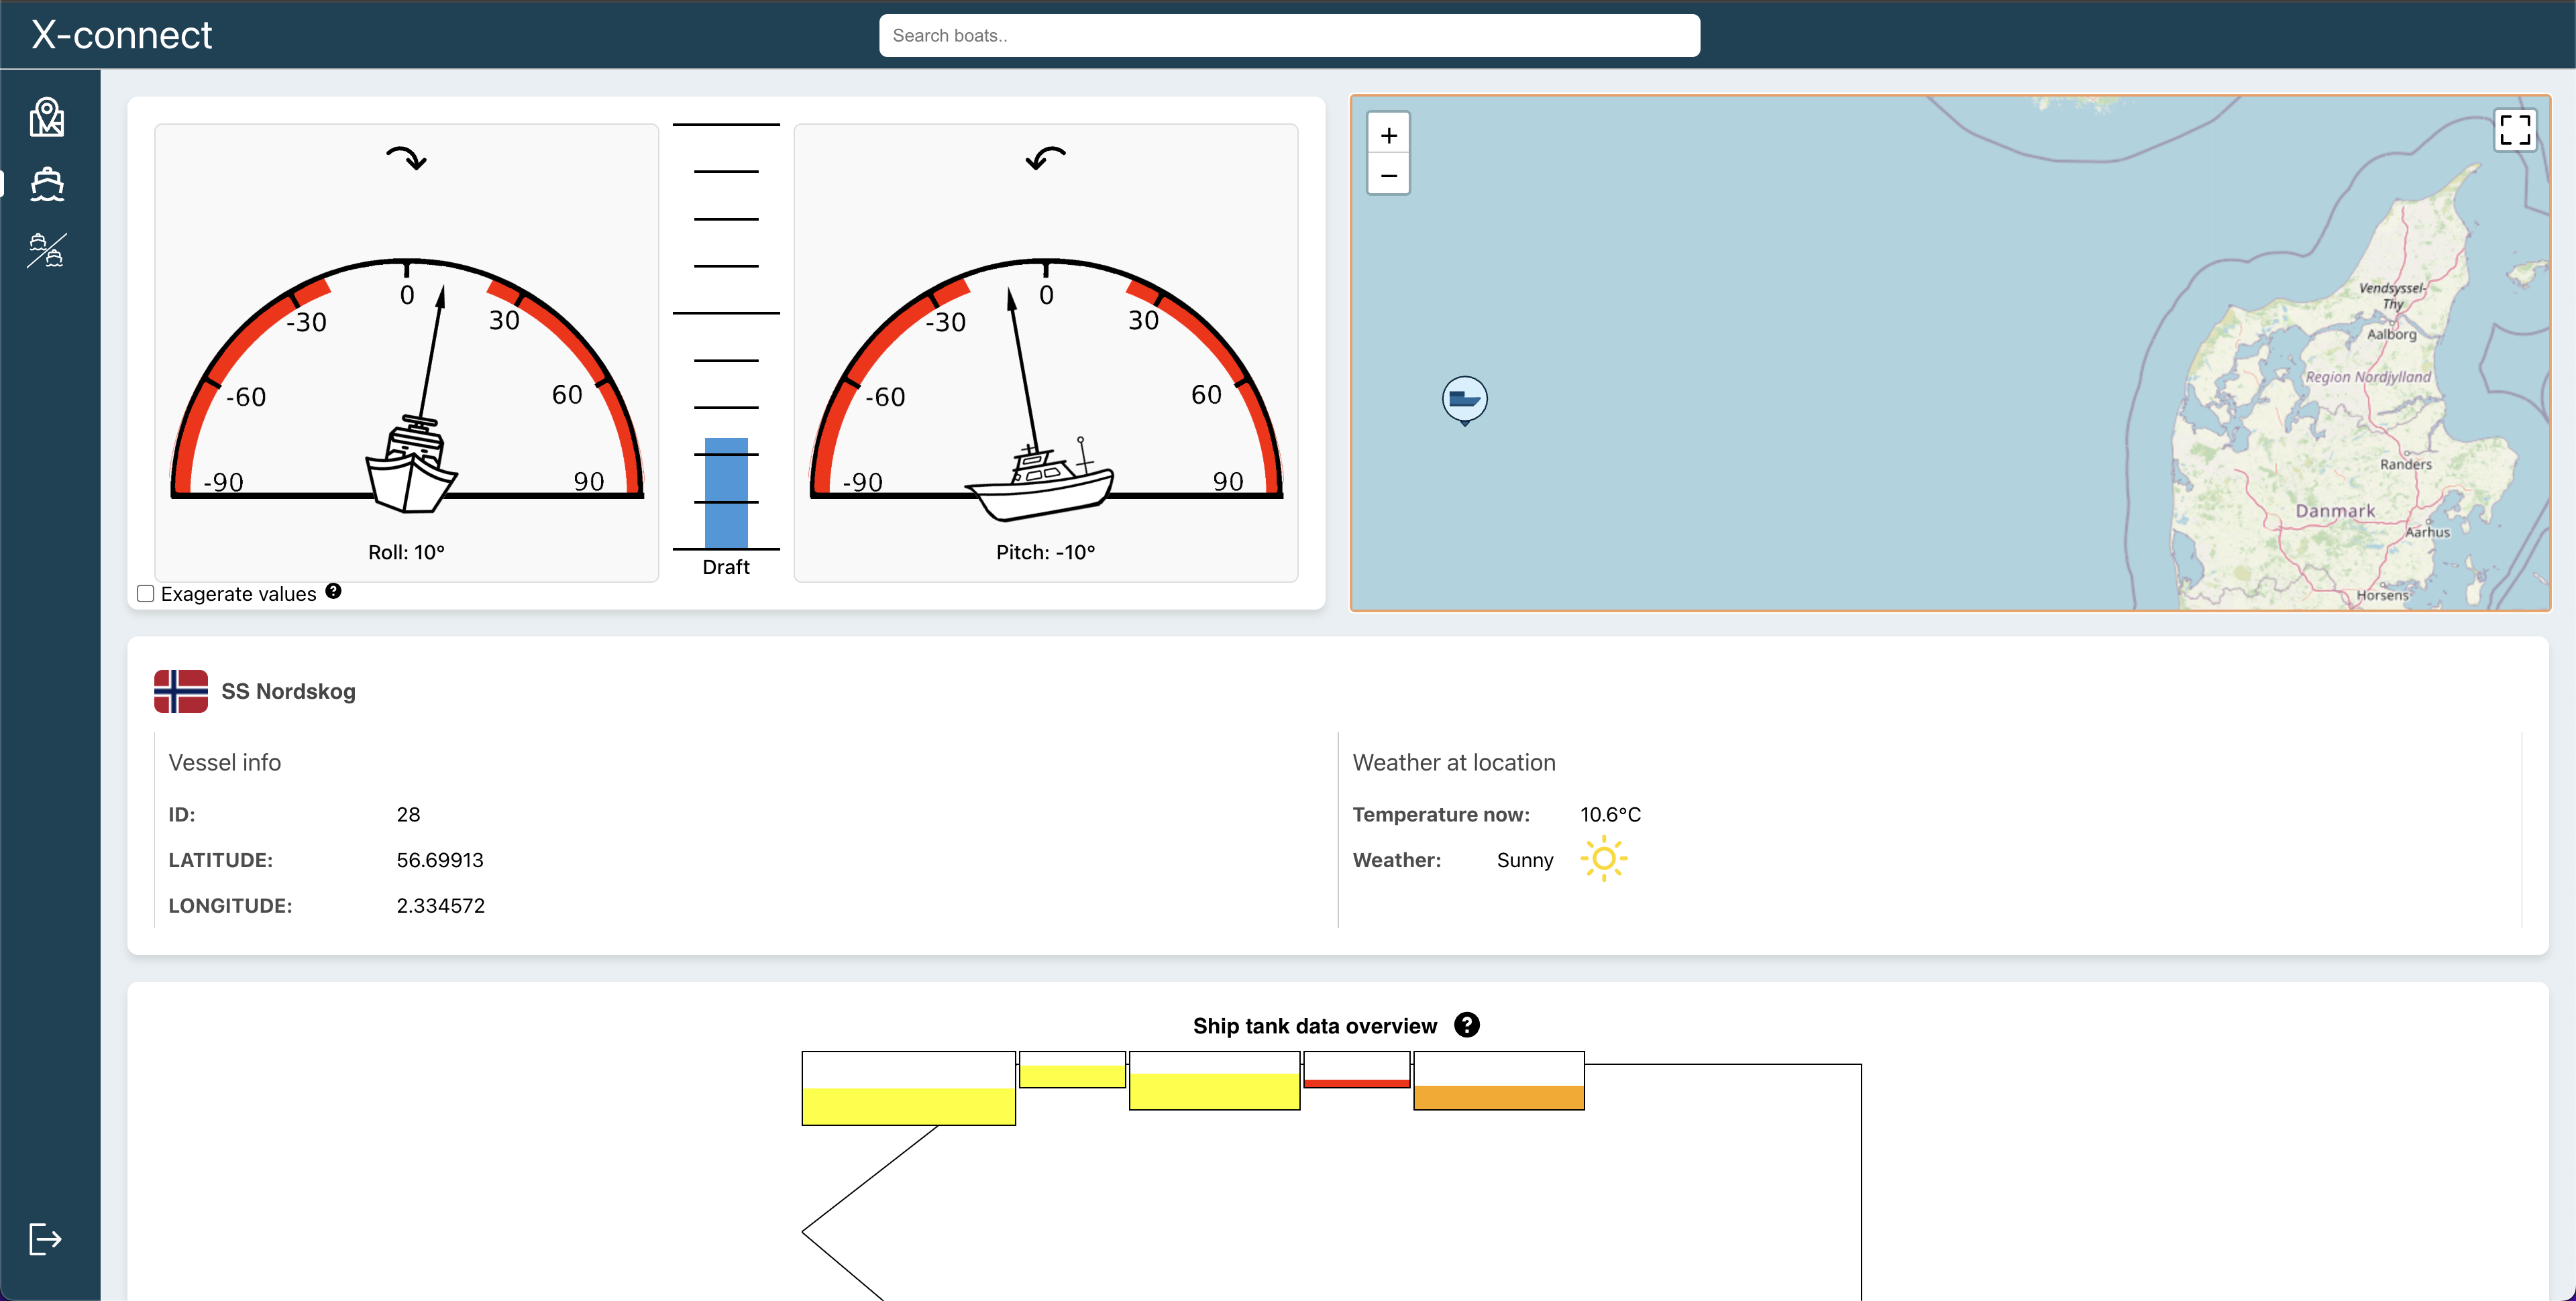 X-connect
Search boats..
0
-30
30
-60
60
-90
90
Roll: 10°
Draft
0
-30
30
-60
60
-90
90
Pitch: -10°
Exagerate values ?
+
−
Vendsyssel-
Thy
Aalborg
Region Nordjylland
Randers
Danmark
Aarhus
Horsens
SS Nordskog
Vessel info
ID: 28
LATITUDE: 56.69913
LONGITUDE: 2.334572
Weather at location
Temperature now: 10.6°C
Weather: Sunny
Ship tank data overview ?